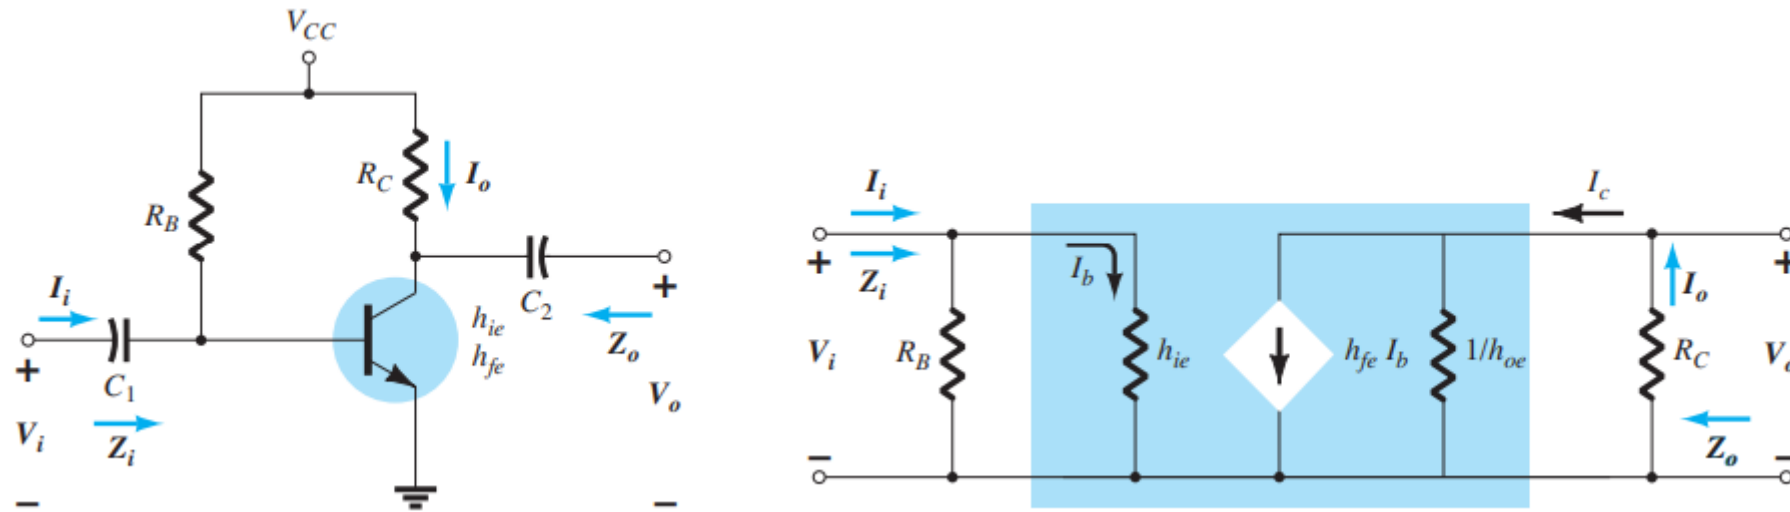 V_CC
R_C
I_o
R_B
I_i
+
C_1
V_i
Z_i
−
h_ie
h_fe
C_2
+
Z_o
V_o
−
I_i
+
Z_i
V_i
−
R_B
I_b
h_ie
h_fe I_b
1/h_oe
I_c
I_o
R_C
+
V_o
Z_o
−